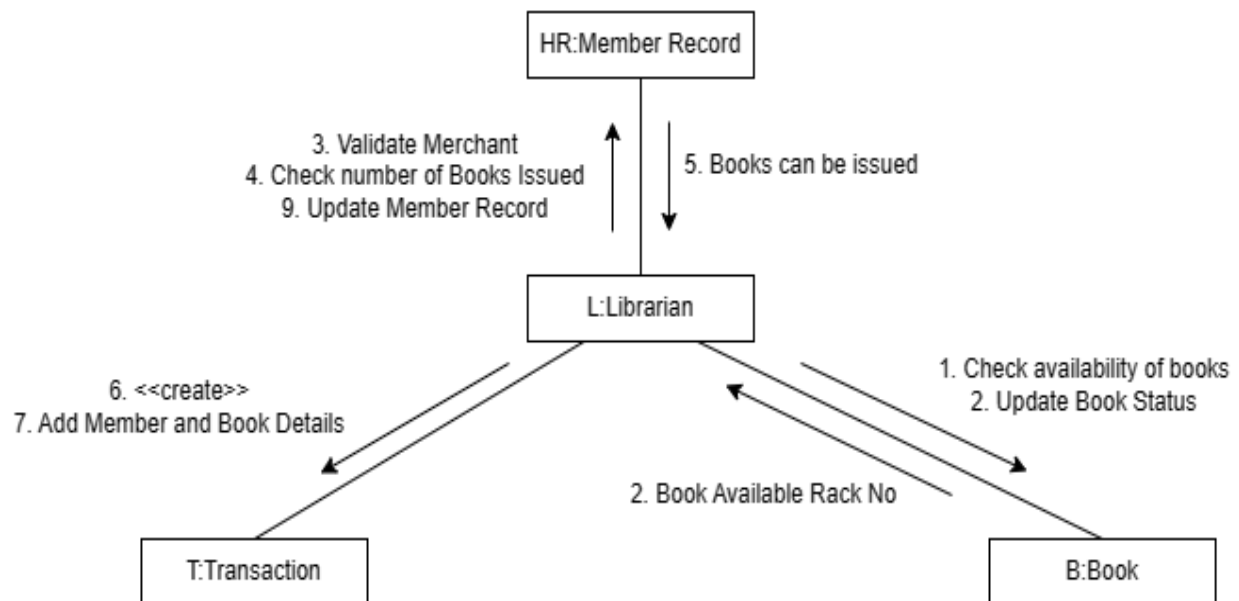 HR:Member Record
3. Validate Merchant
4. Check number of Books Issued
9. Update Member Record
5. Books can be issued
L:Librarian
6. <<create>>
7. Add Member and Book Details
1. Check availability of books
2. Update Book Status
2. Book Available Rack No
T:Transaction
B:Book